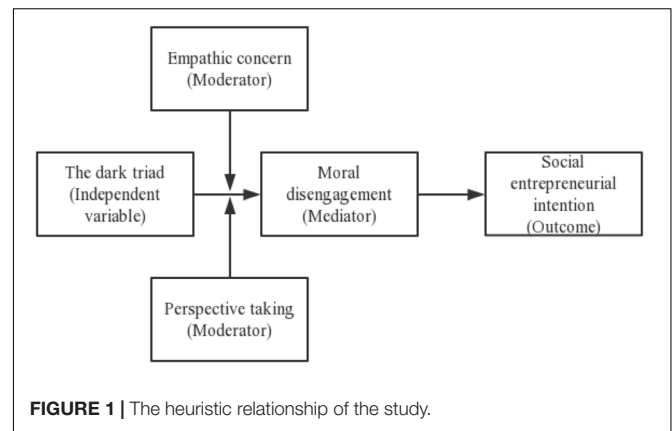 Empathic concern
(Moderator)
The dark triad
(Independent
variable)
Moral
disengagement
(Mediator)
Social
entrepreneurial
intention
(Outcome)
Perspective taking
(Moderator)
FIGURE 1 | The heuristic relationship of the study.